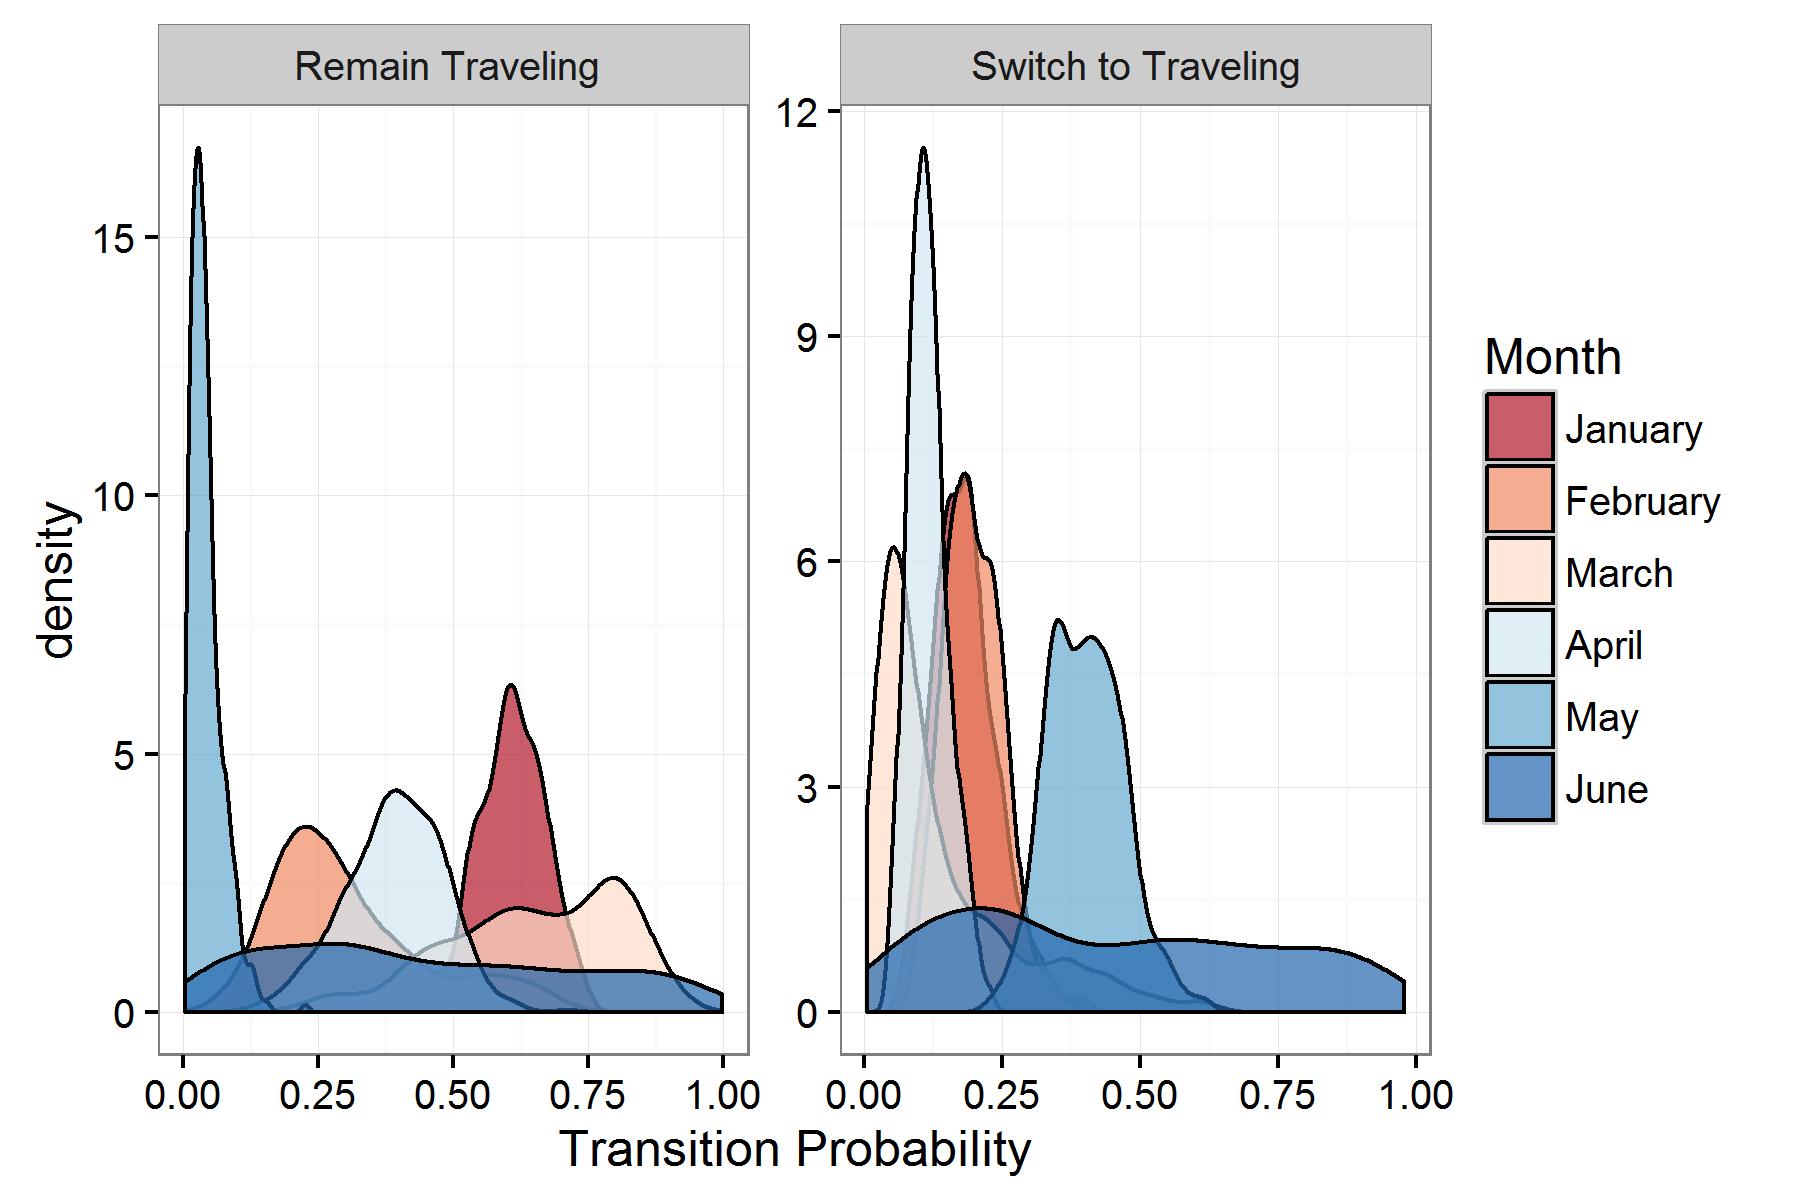 Remain Traveling
Switch to Traveling
density
15
10
5
0
12
9
6
3
0
0.00 0.25 0.50 0.75 1.00
0.00 0.25 0.50 0.75 1.00
Transition Probability
Month
January
February
March
April
May
June